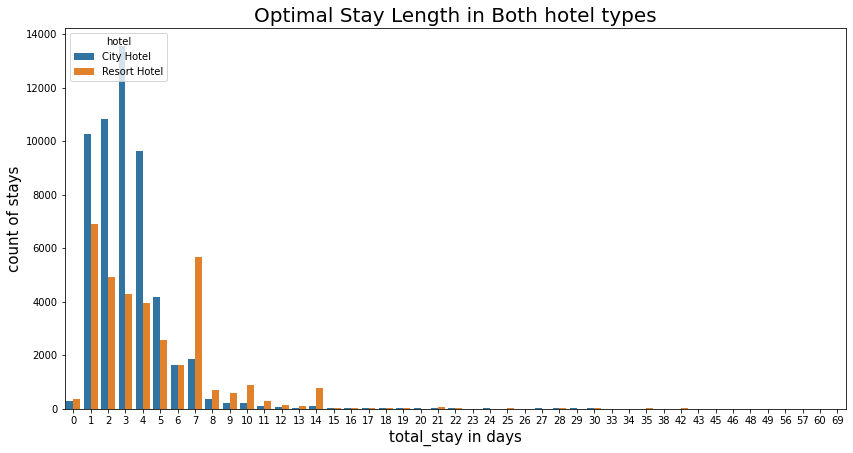 Optimal Stay Length in Both hotel types
hotel
City Hotel
Resort Hotel
14000
12000
10000
8000
6000
4000
2000
0
count of stays
0 1 2 3 4 5 6 7 8 9 10 11 12 13 14 15 16 17 18 19 20 21 22 23 24 25 26 27 28 29 30 33 34 35 38 42 43 45 46 48 49 56 57 60 69
total_stay in days